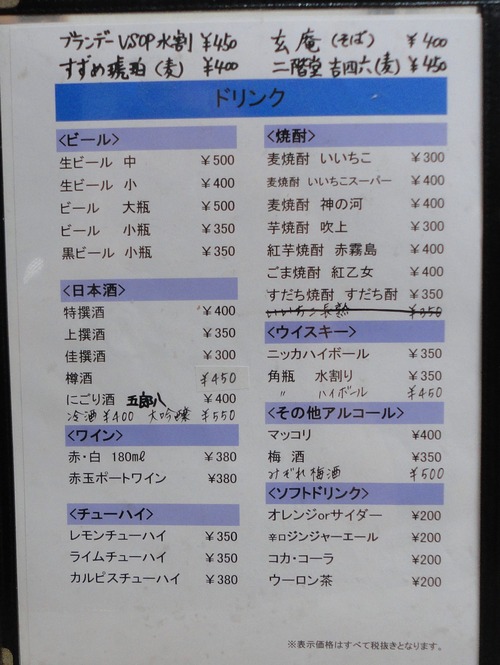 ブランデーVSOP水割 ¥450
すずめ琥珀(麦) ¥400
玄庵(そば) ¥400
二階堂吉四六(麦) ¥450
ドリンク
<ビール>
生ビール 中 ¥500
生ビール 小 ¥400
ビール 大瓶 ¥500
ビール 小瓶 ¥350
黒ビール 小瓶 ¥350
<日本酒>
特撰酒 ¥400
上撰酒 ¥350
佳撰酒 ¥300
樽酒 ¥450
にごり酒 五郎八 ¥400
冷酒 ¥400 大吟醸 ¥550
<ワイン>
赤・白 180ml ¥380
赤玉ポートワイン ¥380
<チューハイ>
レモンチューハイ ¥350
ライムチューハイ ¥350
カルピスチューハイ ¥380
<焼酎>
麦焼酎 いいちこ ¥300
麦焼酎 いいちこスーパー ¥400
麦焼酎 神の河 ¥400
芋焼酎 吹上 ¥300
紅芋焼酎 赤霧島 ¥400
ごま焼酎 紅乙女 ¥400
すだち焼酎 すだち酎 ¥350
いいちこ長熟 ¥350
<ウイスキー>
ニッカハイボール ¥350
角瓶 水割り ¥350
〃 ハイボール ¥450
<その他アルコール>
マッコリ ¥400
梅 酒 ¥350
みぞれ梅酒 ¥500
<ソフトドリンク>
オレンジorサイダー ¥200
辛口ジンジャーエール ¥200
コカ・コーラ ¥200
ウーロン茶 ¥200
※表示価格はすべて税抜きとなります。